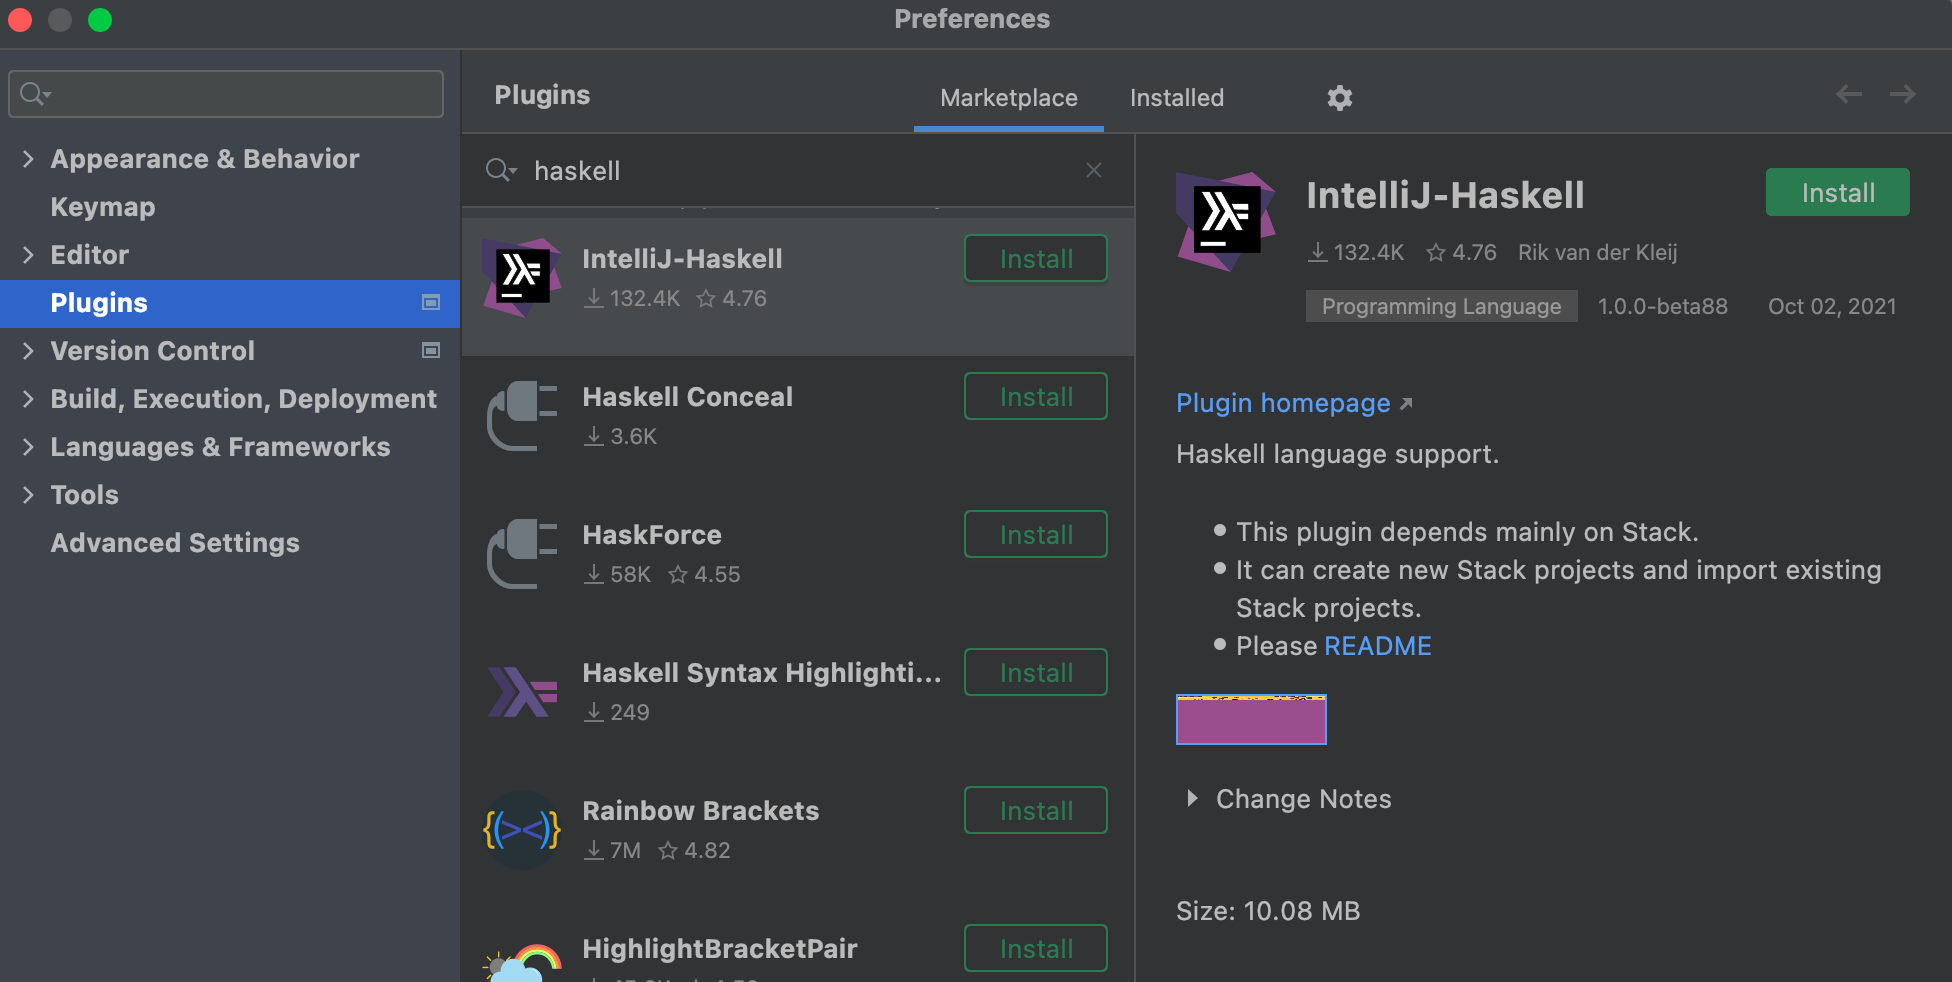 Preferences
Appearance & Behavior
Keymap
Editor
Plugins
Version Control
Build, Execution, Deployment
Languages & Frameworks
Tools
Advanced Settings
Plugins
Marketplace
Installed
haskell
IntelliJ-Haskell
Install
132.4K 4.76
Haskell Conceal
Install
3.6K
HaskForce
Install
58K 4.55
Haskell Syntax Highlighti...
Install
249
Rainbow Brackets
Install
7M 4.82
HighlightBracketPair
Install
IntelliJ-Haskell
Install
132.4K 4.76 Rik van der Kleij
Programming Language 1.0.0-beta88 Oct 02, 2021
Plugin homepage
Haskell language support.
This plugin depends mainly on Stack.
It can create new Stack projects and import existing
Stack projects.
Please README
Change Notes
Size: 10.08 MB